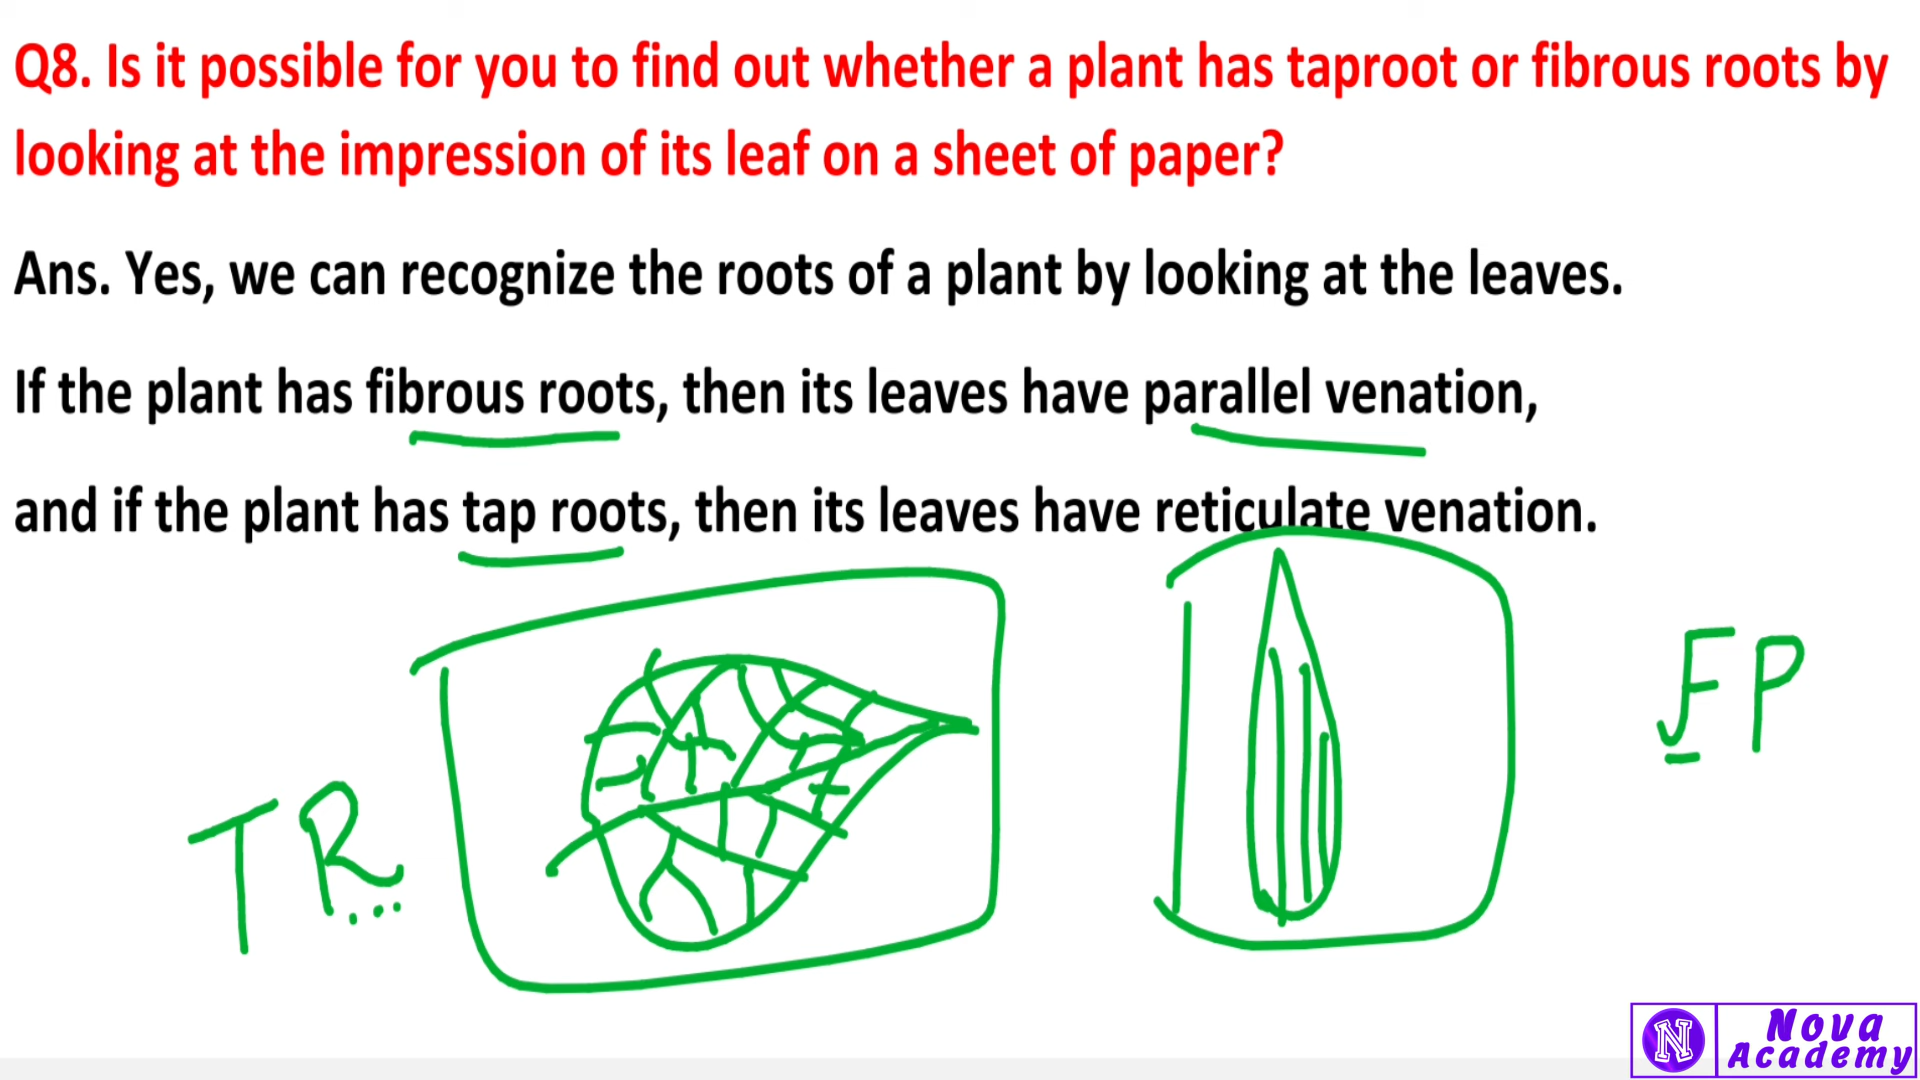 Q8. Is it possible for you to find out whether a plant has taproot or fibrous roots by
looking at the impression of its leaf on a sheet of paper?
Ans. Yes, we can recognize the roots of a plant by looking at the leaves.
If the plant has fibrous roots, then its leaves have parallel venation,
and if the plant has tap roots, then its leaves have reticulate venation.
TR...
FP
N
Nova
Academy